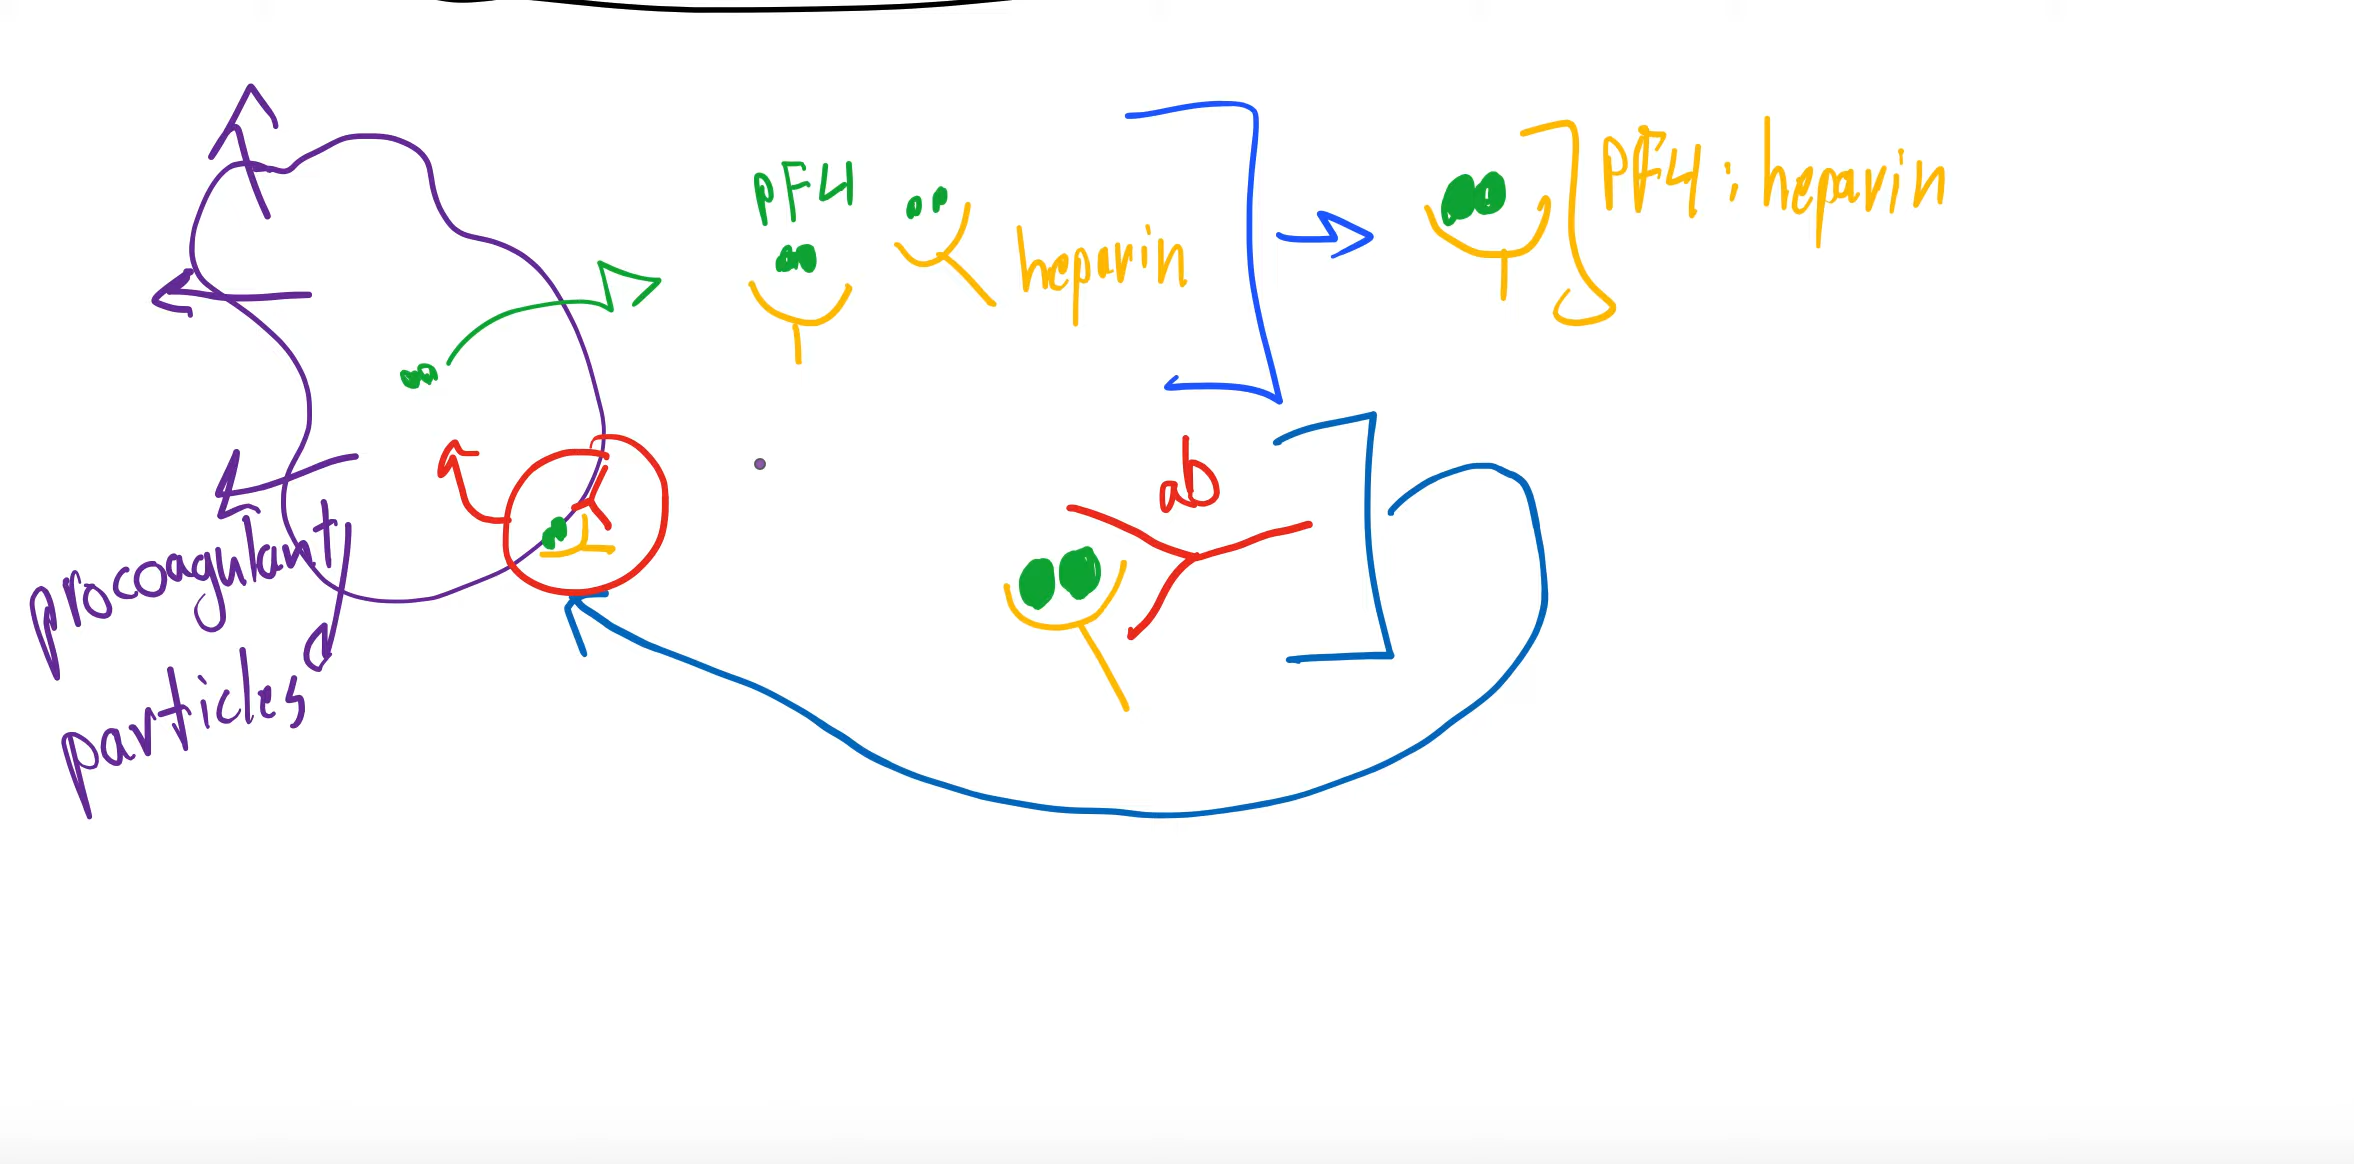 pF4
heparin
PF4: heparin
ab
procoagulant
particles